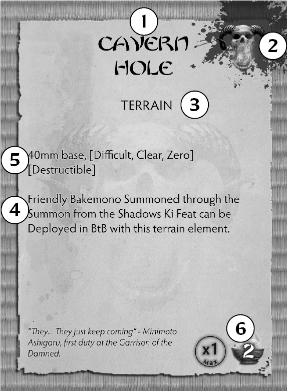 1
CAVERN
HOLE
2
TERRAIN 3
5 40mm base, [Difficult, Clear, Zero]
[Destructible]
4 Friendly Bakemono Summoned through the
Summon from the Shadows Ki Feat can be
Deployed in BtB with this terrain element.
"They... They just keep coming" - Minimoto
Ashigaru, first duty at the Garrison of the
Damned.
6
x1
MAX
2